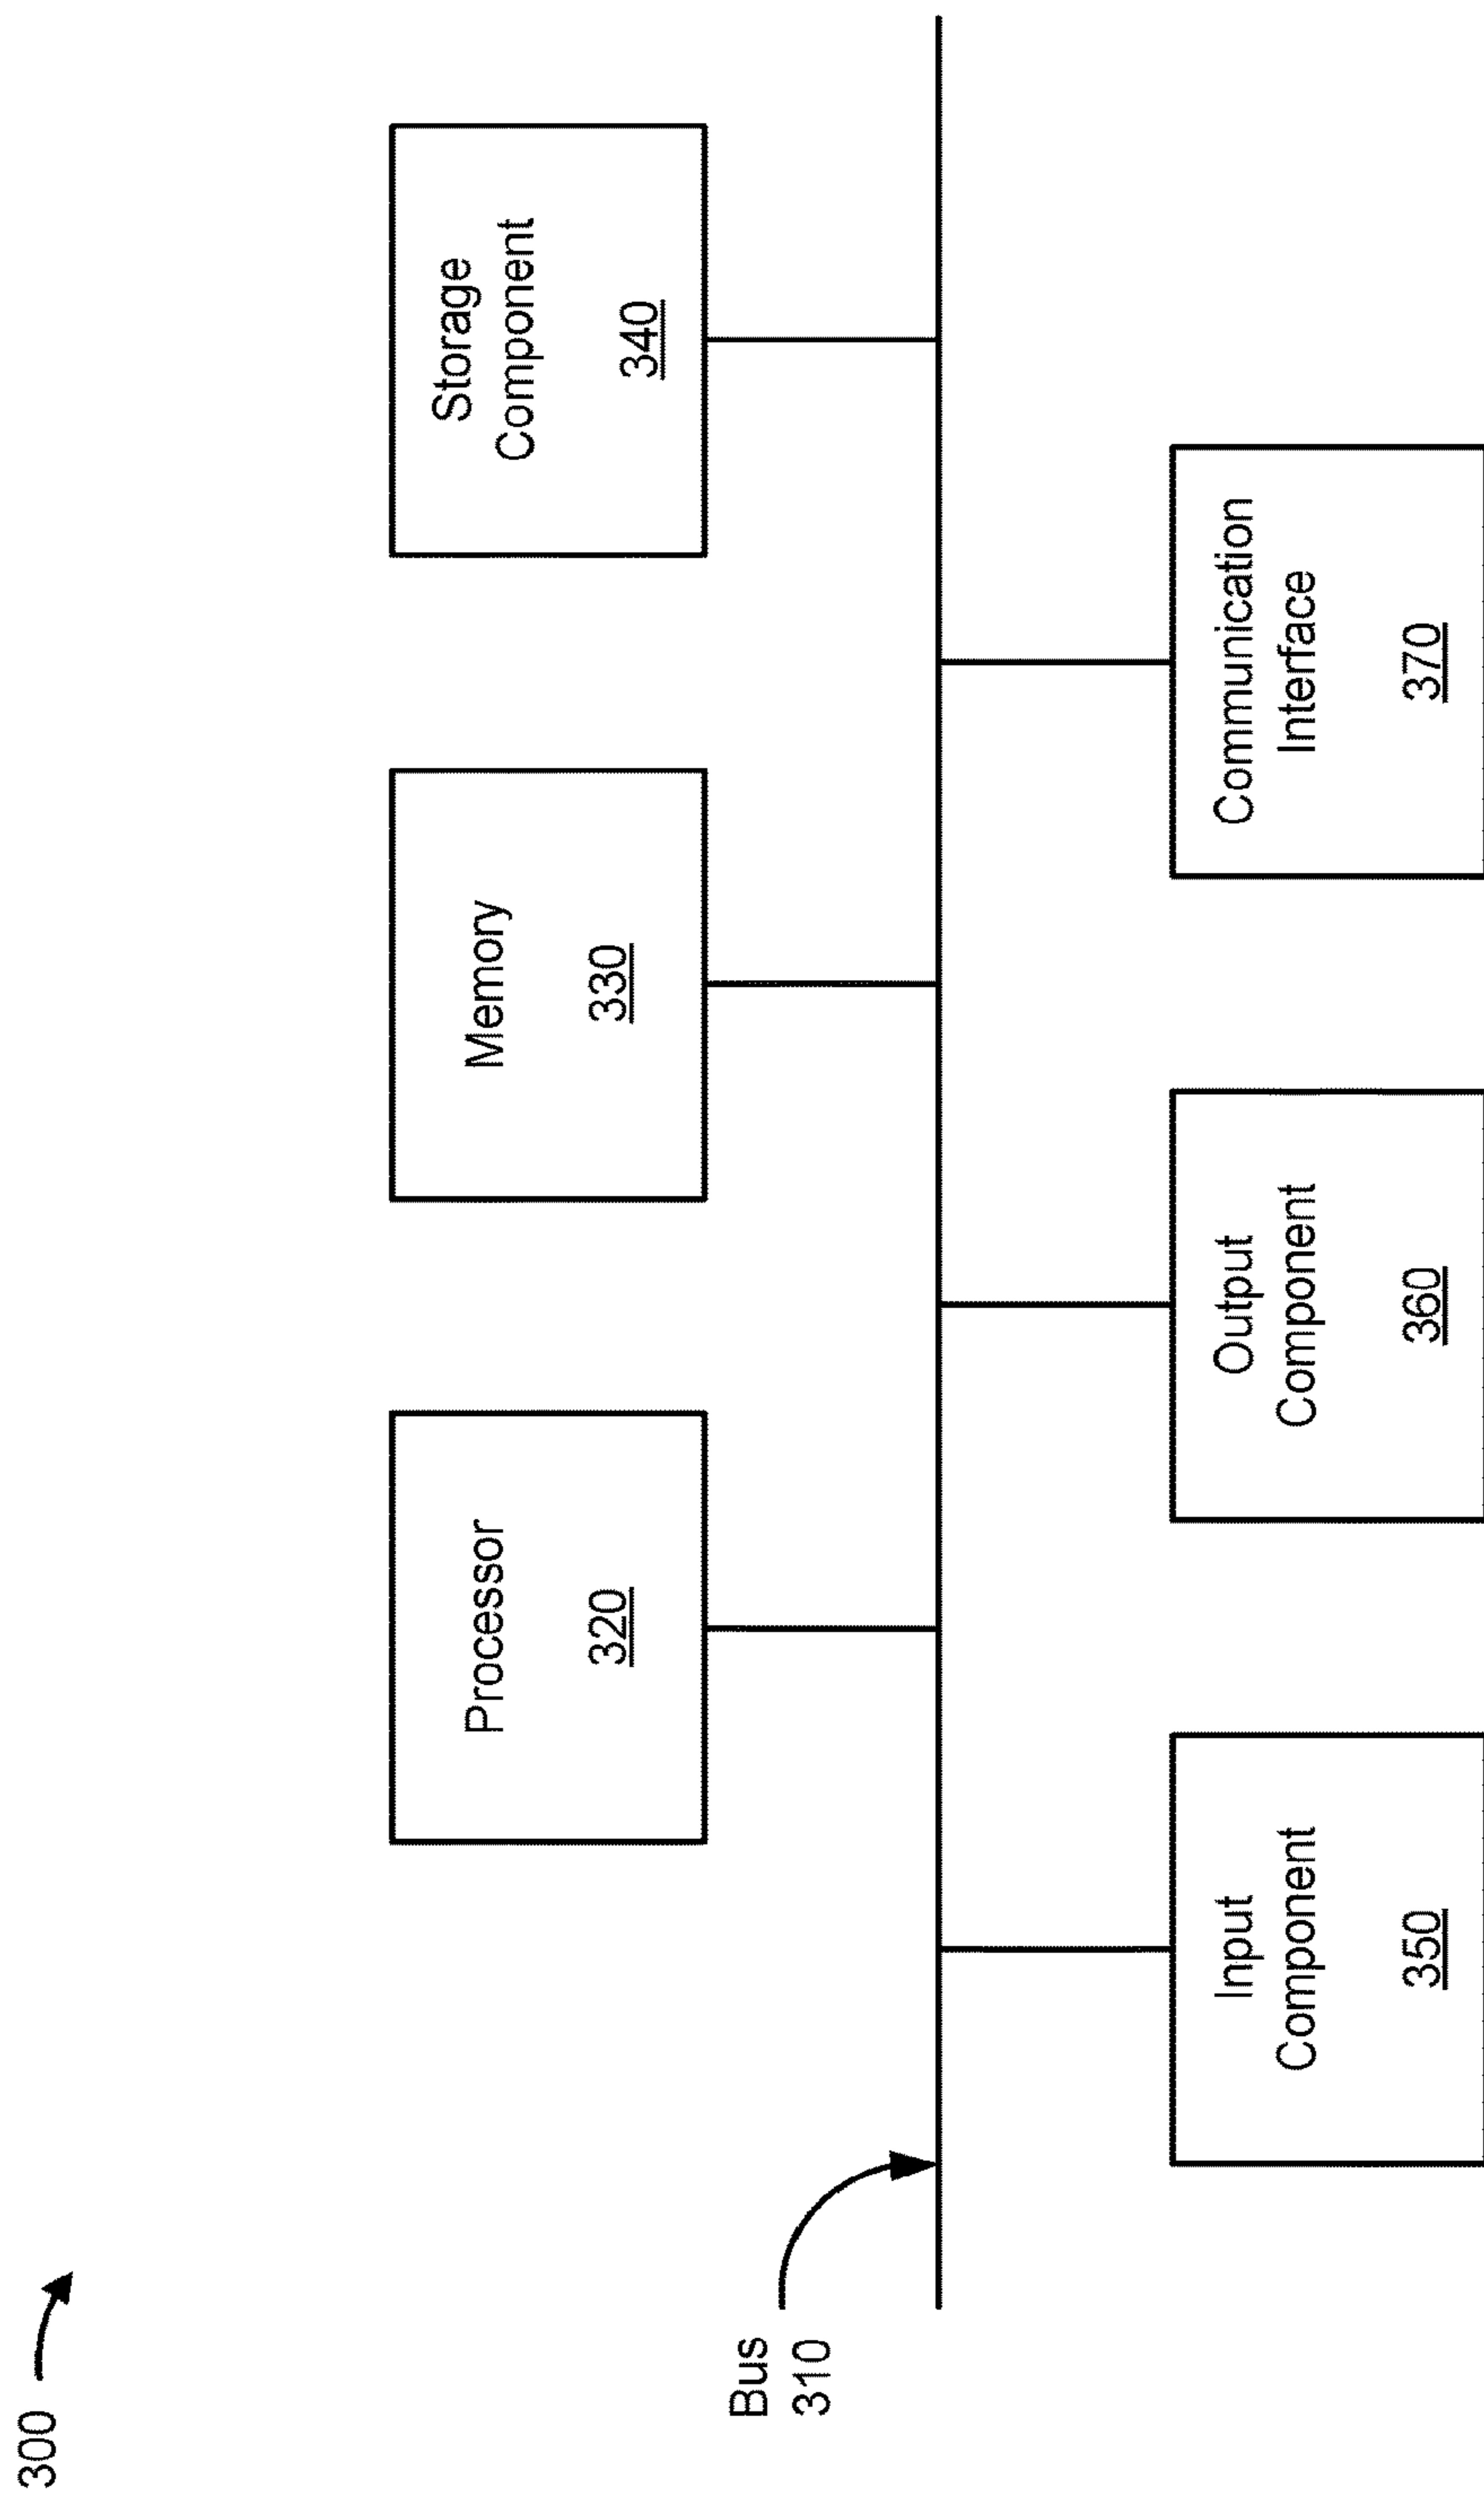 300
Processor
320
Memory
330
Storage
Component
340
Bus
310
Input
Component
350
Output
Component
360
Communication
Interface
370